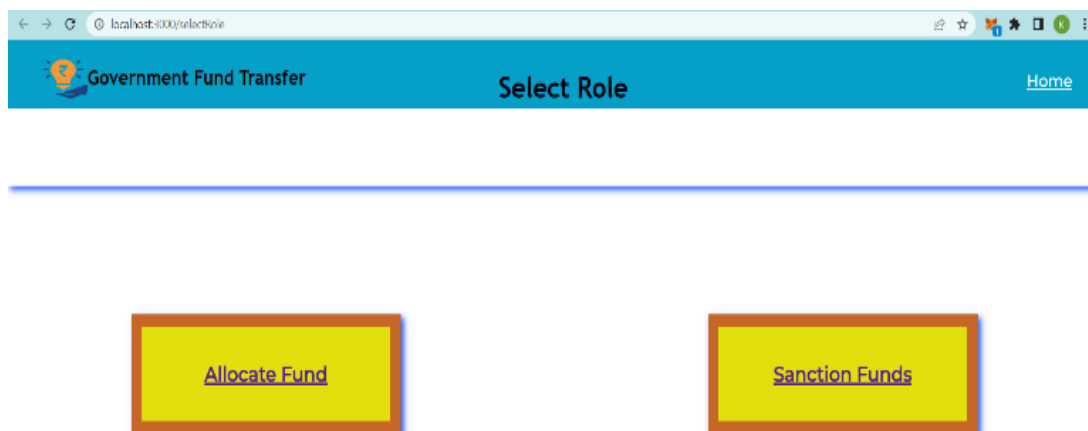 localhost:3000/selectRole
Government Fund Transfer
Select Role
Home
Allocate Fund
Sanction Funds